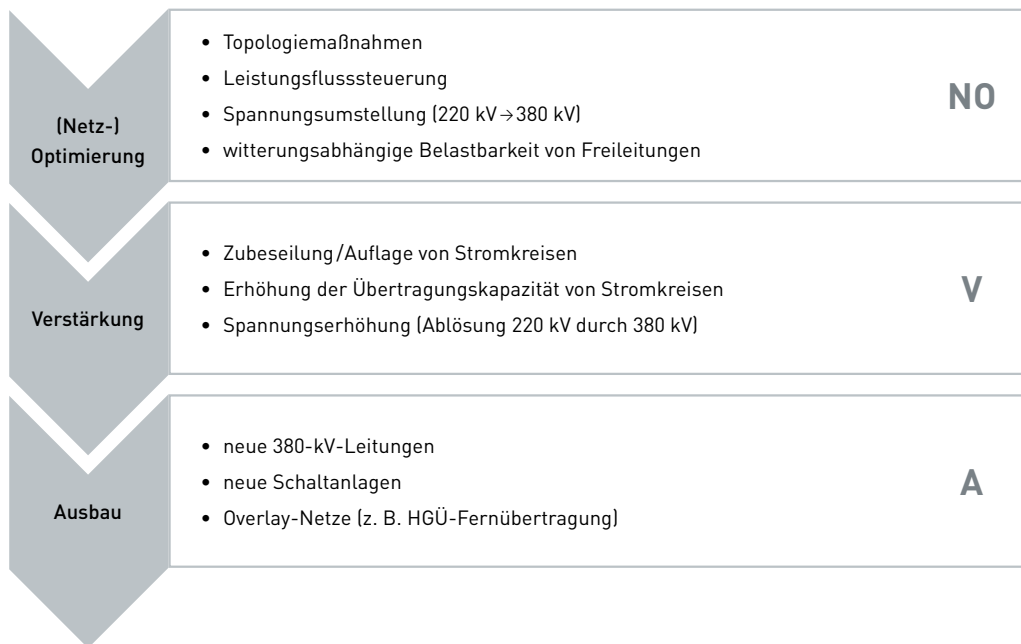 (Netz-)
Optimierung
• Topologiemaßnahmen
• Leistungsflusssteuerung
• Spannungsumstellung (220 kV→380 kV)
• witterungsabhängige Belastbarkeit von Freileitungen
NO
Verstärkung
• Zubeseilung/Auflage von Stromkreisen
• Erhöhung der Übertragungskapazität von Stromkreisen
• Spannungserhöhung (Ablösung 220 kV durch 380 kV)
V
Ausbau
• neue 380-kV-Leitungen
• neue Schaltanlagen
• Overlay-Netze (z. B. HGÜ-Fernübertragung)
A